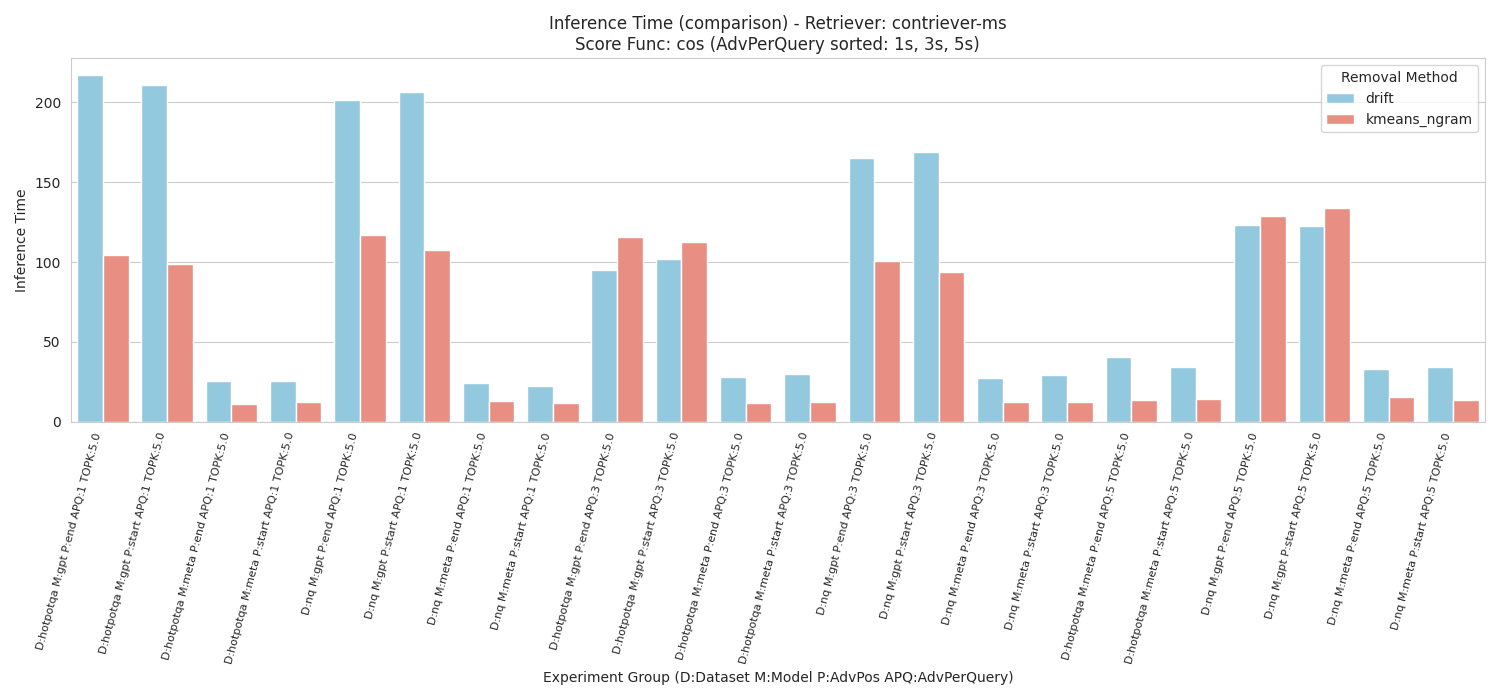 Inference Time (comparison) - Retriever: contriever-ms
Score Func: cos (AdvPerQuery sorted: 1s, 3s, 5s)
Removal Method
drift
kmeans_ngram
Inference Time
200
150
100
50
0
D:hotpotqa M:gpt P:end APQ:1 TOPK:5.0
D:hotpotqa M:gpt P:start APQ:1 TOPK:5.0
D:hotpotqa M:meta P:end APQ:1 TOPK:5.0
D:hotpotqa M:meta P:start APQ:1 TOPK:5.0
D:nq M:gpt P:end APQ:1 TOPK:5.0
D:nq M:gpt P:start APQ:1 TOPK:5.0
D:nq M:meta P:end APQ:1 TOPK:5.0
D:nq M:meta P:start APQ:1 TOPK:5.0
D:hotpotqa M:gpt P:end APQ:3 TOPK:5.0
D:hotpotqa M:gpt P:start APQ:3 TOPK:5.0
D:hotpotqa M:meta P:end APQ:3 TOPK:5.0
D:hotpotqa M:meta P:start APQ:3 TOPK:5.0
D:nq M:gpt P:end APQ:3 TOPK:5.0
D:nq M:gpt P:start APQ:3 TOPK:5.0
D:nq M:meta P:end APQ:3 TOPK:5.0
D:nq M:meta P:start APQ:3 TOPK:5.0
D:hotpotqa M:meta P:end APQ:5 TOPK:5.0
D:hotpotqa M:meta P:start APQ:5 TOPK:5.0
D:nq M:gpt P:end APQ:5 TOPK:5.0
D:nq M:gpt P:start APQ:5 TOPK:5.0
D:nq M:meta P:end APQ:5 TOPK:5.0
D:nq M:meta P:start APQ:5 TOPK:5.0
Experiment Group (D:Dataset M:Model P:AdvPos APQ:AdvPerQuery)